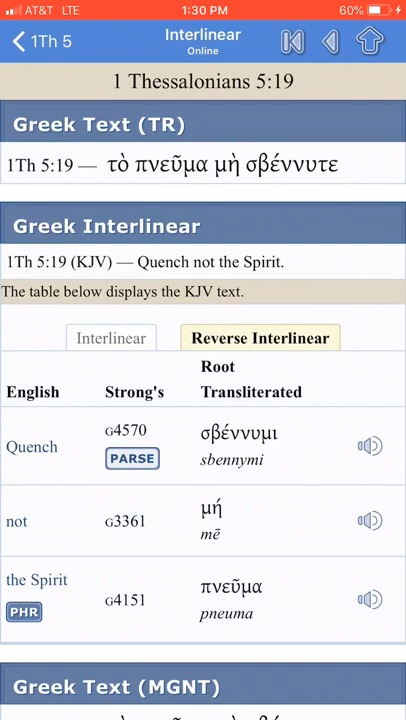 AT&T LTE 1:30 PM 60%
1Th 5 Interlinear
Online
1 Thessalonians 5:19
Greek Text (TR)
1Th 5:19 — τὸ πνεῦμα μὴ σβέννυτε
Greek Interlinear
1Th 5:19 (KJV) — Quench not the Spirit.
The table below displays the KJV text.
Interlinear Reverse Interlinear
Root
English Strong's Transliterated
Quench G4570 σβέννυμι
PARSE sbennymi
not G3361 μή
mē
the Spirit G4151 πνεῦμα
PHR pneuma
Greek Text (MGNT)